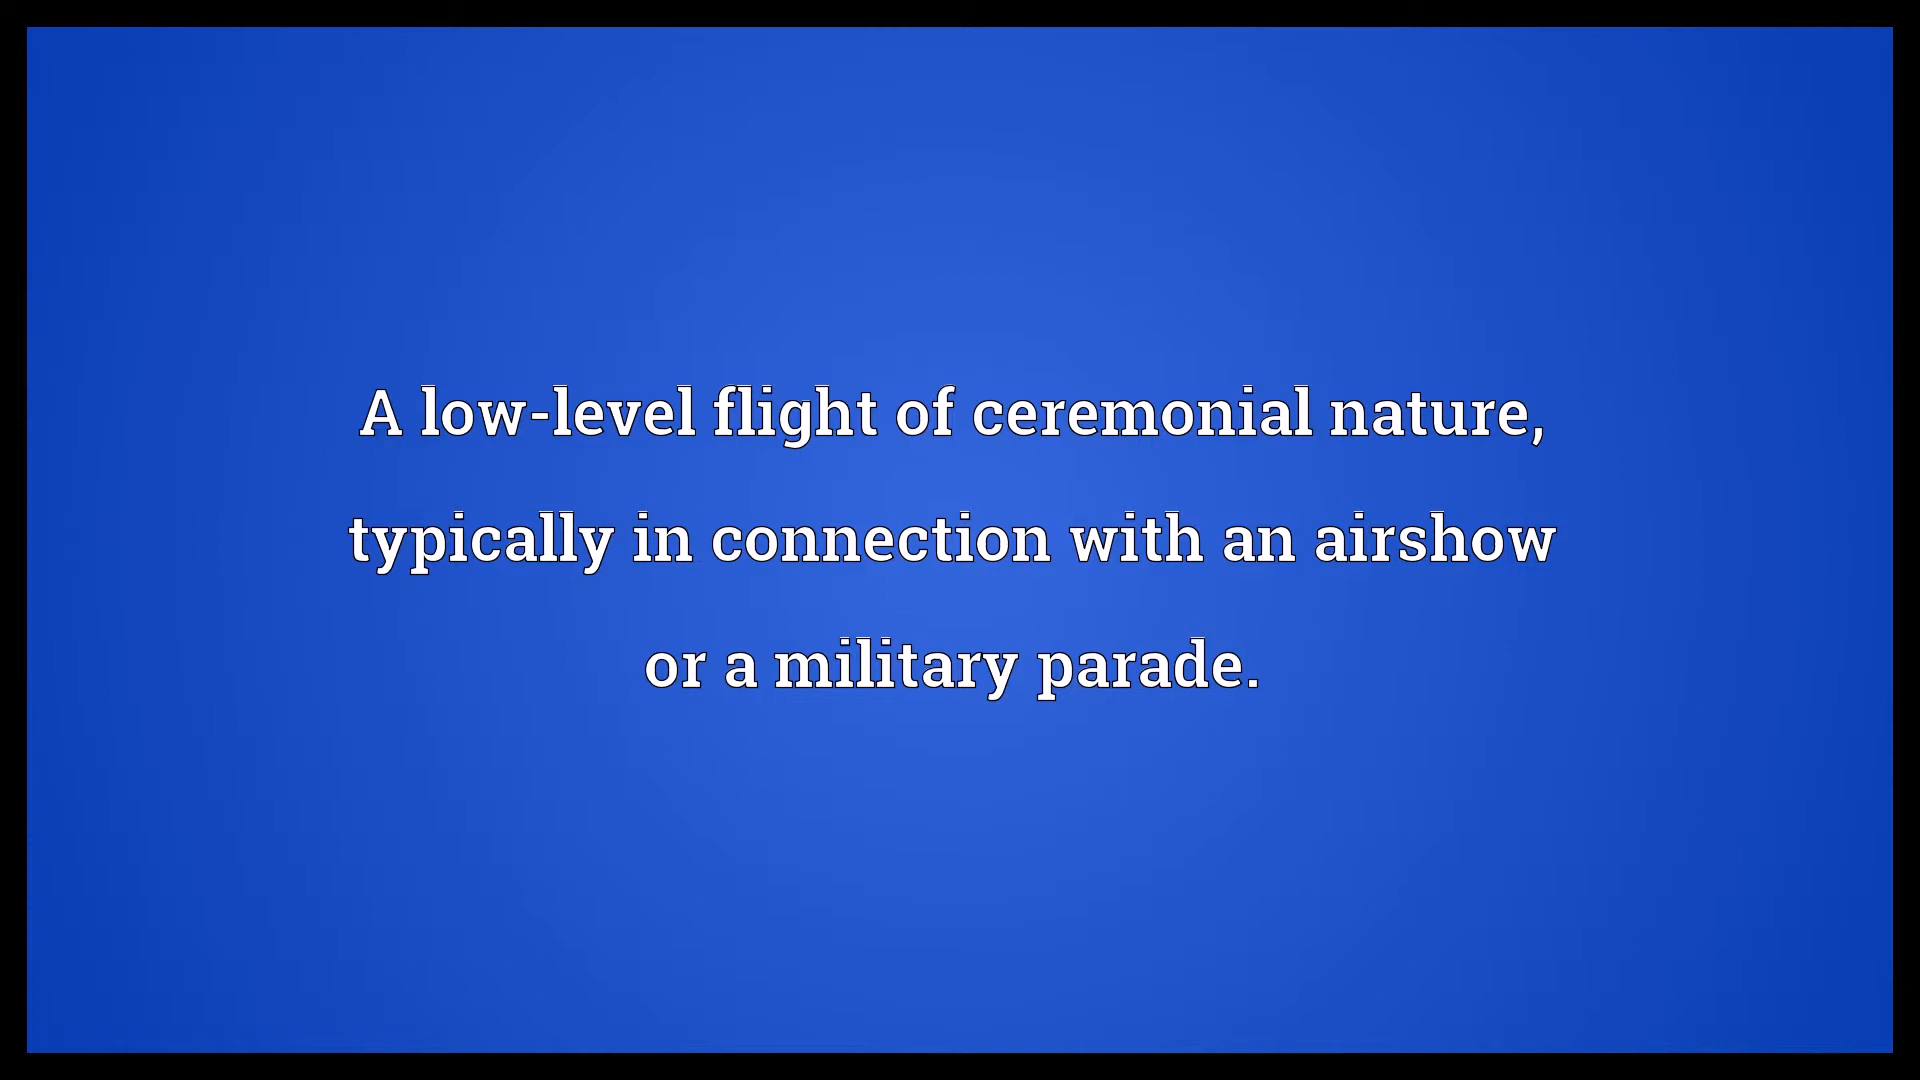 A low-level flight of ceremonial nature,
typically in connection with an airshow
or a military parade.